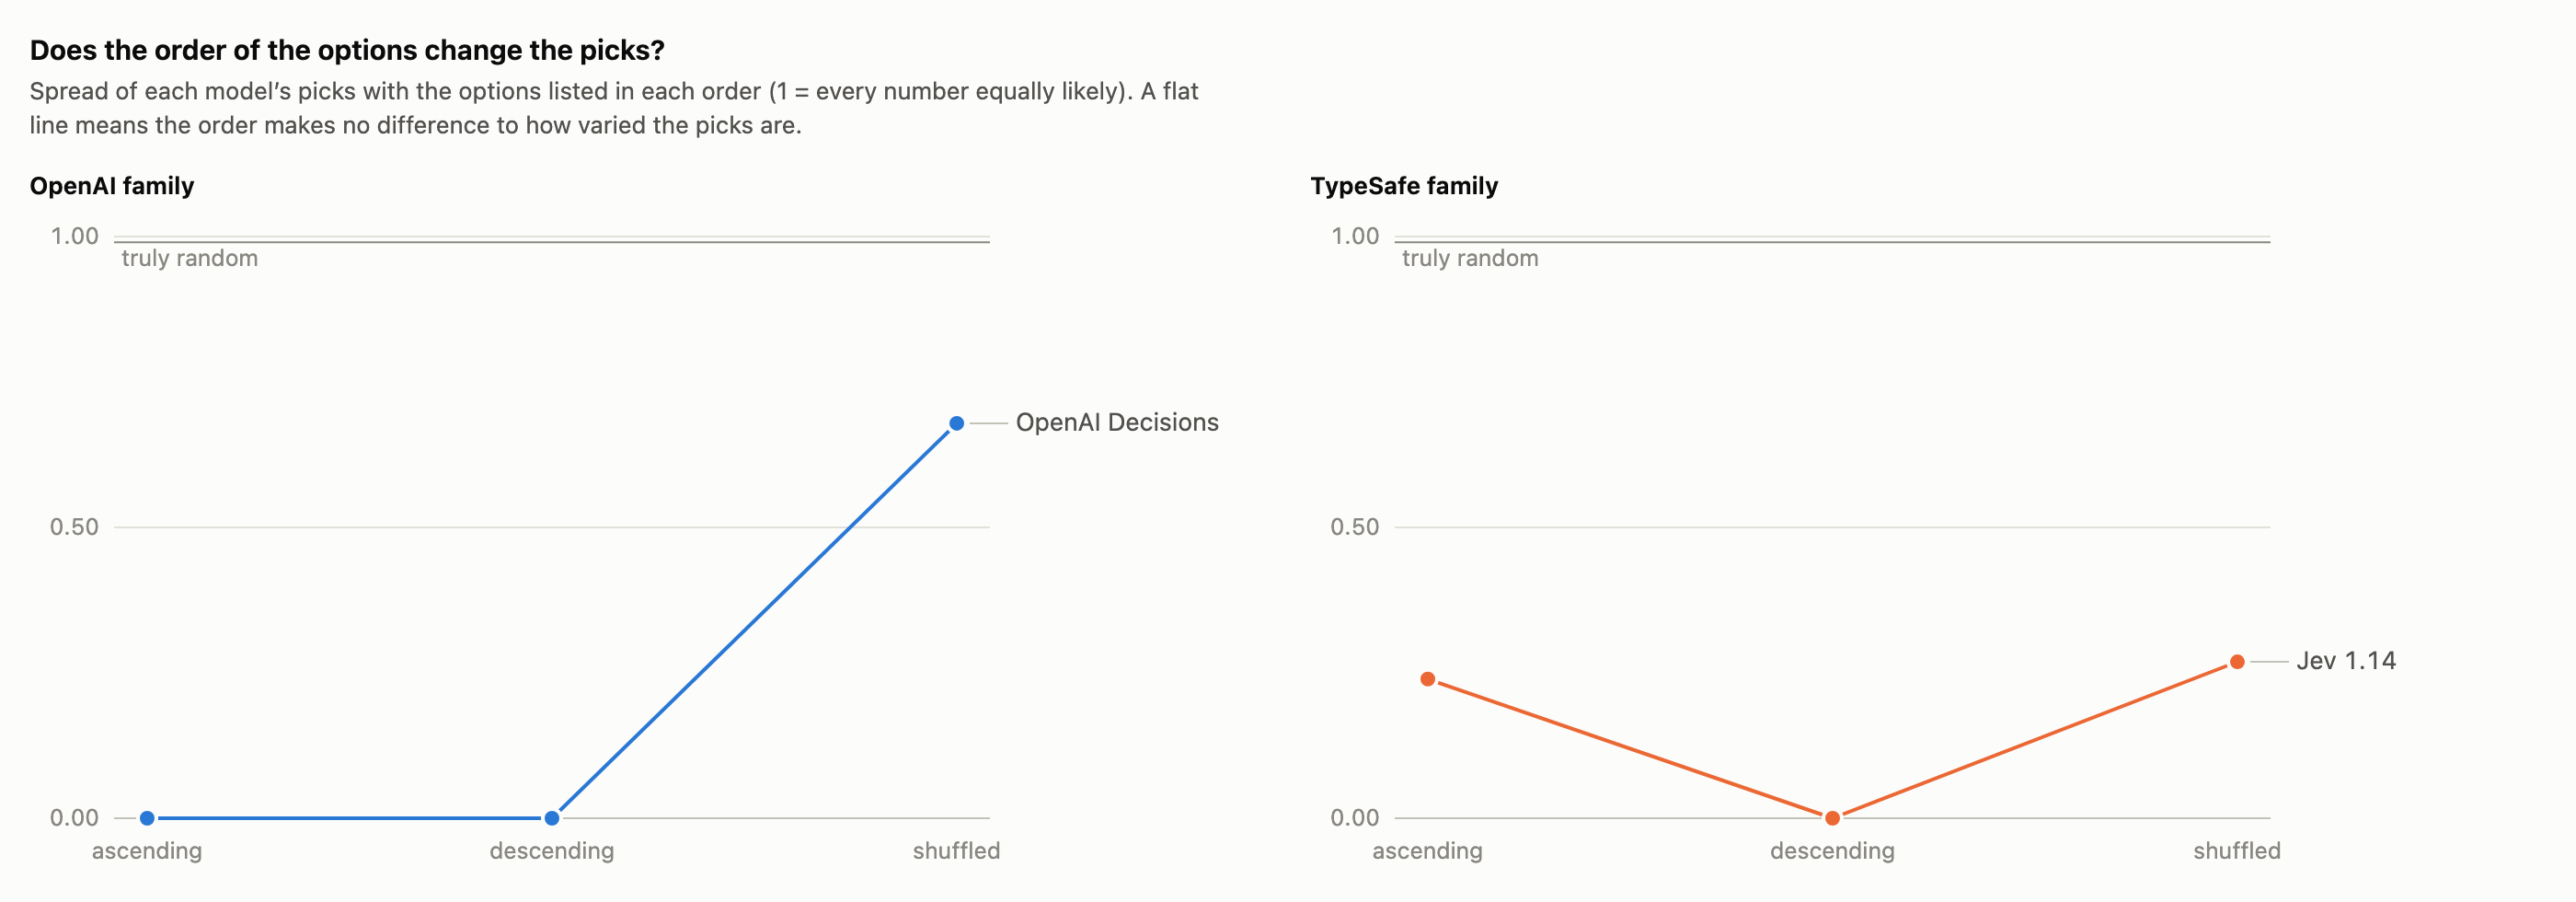 Does the order of the options change the picks?
Spread of each model’s picks with the options listed in each order (1 = every number equally likely). A flat
line means the order makes no difference to how varied the picks are.
OpenAI family
1.00
truly random
0.50
0.00
ascending
descending
shuffled
OpenAI Decisions
TypeSafe family
1.00
truly random
0.50
0.00
ascending
descending
shuffled
Jev 1.14